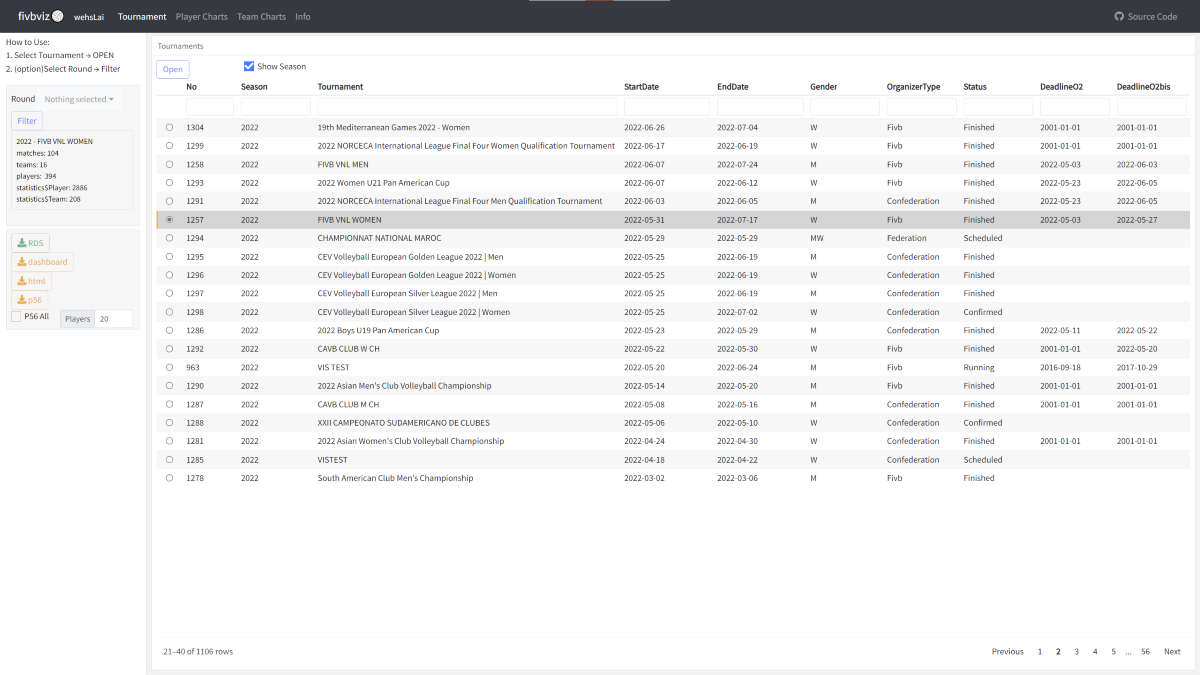 fivbviz wehsLai Tournament Player Charts Team Charts Info Source Code
How to Use:
1. Select Tournament → OPEN
2. (option)Select Round → Filter
Round Nothing selected
Filter
2022 - FIVB VNL WOMEN
matches: 104
teams: 16
players: 394
statistics$Player: 2886
statistics$Team: 208
RDS
dashboard
html
p56
P56 All Players 20
Tournaments
Open Show Season
No Season Tournament StartDate EndDate Gender OrganizerType Status DeadlineO2 DeadlineO2bis
1304 2022 19th Mediterranean Games 2022 - Women 2022-06-26 2022-07-04 W Fivb Finished 2001-01-01 2001-01-01
1299 2022 2022 NORCECA International League Final Four Women Qualification Tournament 2022-06-17 2022-06-19 W Fivb Finished 2001-01-01 2001-01-01
1258 2022 FIVB VNL MEN 2022-06-07 2022-07-24 M Fivb Finished 2022-05-03 2022-06-03
1293 2022 2022 Women U21 Pan American Cup 2022-06-07 2022-06-12 W Fivb Finished 2022-05-23 2022-06-05
1291 2022 2022 NORCECA International League Final Four Men Qualification Tournament 2022-06-03 2022-06-05 M Confederation Finished 2022-05-23 2022-06-05
1257 2022 FIVB VNL WOMEN 2022-05-31 2022-07-17 W Fivb Finished 2022-05-03 2022-05-27
1294 2022 CHAMPIONNAT NATIONAL MAROC 2022-05-29 2022-05-29 MW Federation Scheduled
1295 2022 CEV Volleyball European Golden League 2022 | Men 2022-05-25 2022-06-19 M Confederation Finished
1296 2022 CEV Volleyball European Golden League 2022 | Women 2022-05-25 2022-06-19 W Confederation Finished
1297 2022 CEV Volleyball European Silver League 2022 | Men 2022-05-25 2022-06-19 M Confederation Finished
1298 2022 CEV Volleyball European Silver League 2022 | Women 2022-05-25 2022-07-02 W Confederation Confirmed
1286 2022 2022 Boys U19 Pan American Cup 2022-05-23 2022-05-29 M Confederation Finished 2022-05-11 2022-05-22
1292 2022 CAVB CLUB W CH 2022-05-22 2022-05-30 W Fivb Finished 2001-01-01 2022-05-20
963 2022 VIS TEST 2022-05-20 2022-06-24 M Fivb Running 2016-09-18 2017-10-29
1290 2022 2022 Asian Men's Club Volleyball Championship 2022-05-14 2022-05-20 M Fivb Finished 2001-01-01 2001-01-01
1287 2022 CAVB CLUB M CH 2022-05-08 2022-05-16 M Confederation Finished 2001-01-01 2001-01-01
1288 2022 XXII CAMPEONATO SUDAMERICANO DE CLUBES 2022-05-06 2022-05-10 W Confederation Confirmed
1281 2022 2022 Asian Women's Club Volleyball Championship 2022-04-24 2022-04-30 W Confederation Finished 2001-01-01 2001-01-01
1285 2022 VISTEST 2022-04-18 2022-04-22 W Confederation Scheduled
1278 2022 South American Club Men's Championship 2022-03-02 2022-03-06 M Fivb Finished
21–40 of 1106 rows Previous 1 2 3 4 5 ... 56 Next